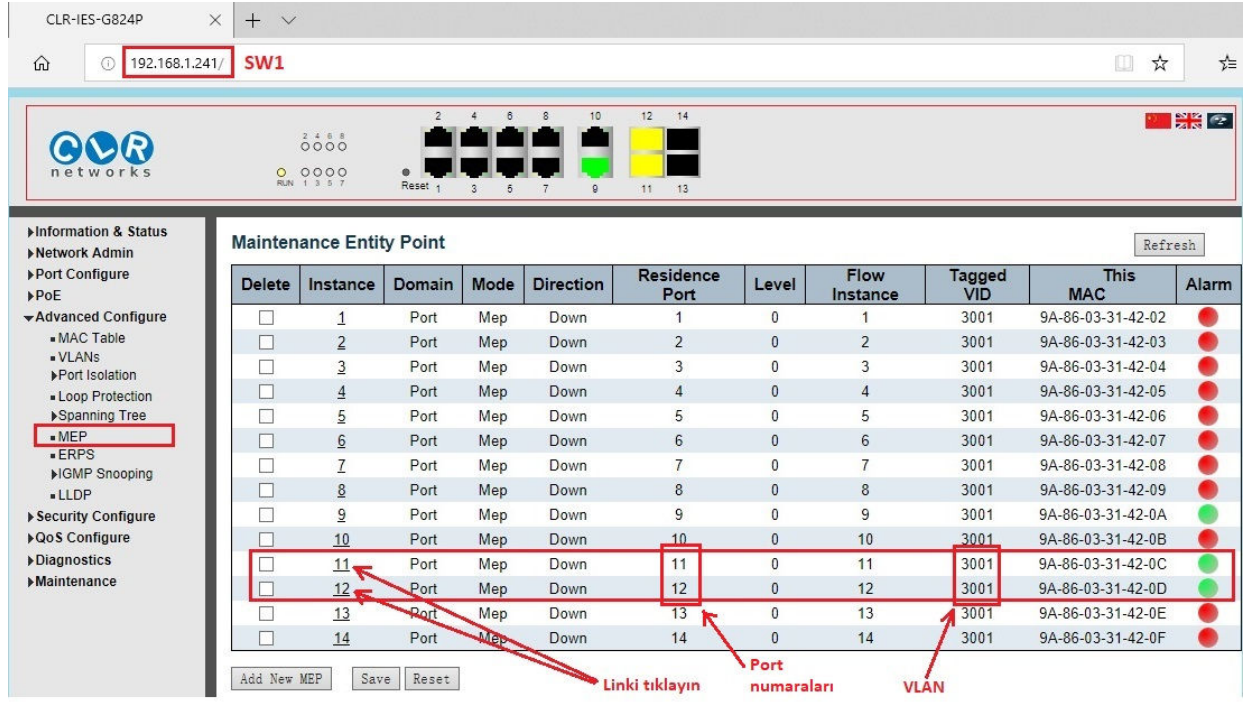 CLR-IES-G824P
192.168.1.241/ SW1
CLR
networks
2 4 6 8
RUN 1 3 5 7
Reset
2 4 6 8 10 12 14
1 3 5 7 9 11 13
Information & Status
Network Admin
Port Configure
PoE
Advanced Configure
MAC Table
VLANs
Port Isolation
Loop Protection
Spanning Tree
MEP
ERPS
IGMP Snooping
LLDP
Security Configure
QoS Configure
Diagnostics
Maintenance
Maintenance Entity Point
Refresh
Delete Instance Domain Mode Direction Residence Port Level Flow Instance Tagged VID This MAC Alarm
1 Port Mep Down 1 0 1 3001 9A-86-03-31-42-02
2 Port Mep Down 2 0 2 3001 9A-86-03-31-42-03
3 Port Mep Down 3 0 3 3001 9A-86-03-31-42-04
4 Port Mep Down 4 0 4 3001 9A-86-03-31-42-05
5 Port Mep Down 5 0 5 3001 9A-86-03-31-42-06
6 Port Mep Down 6 0 6 3001 9A-86-03-31-42-07
7 Port Mep Down 7 0 7 3001 9A-86-03-31-42-08
8 Port Mep Down 8 0 8 3001 9A-86-03-31-42-09
9 Port Mep Down 9 0 9 3001 9A-86-03-31-42-0A
10 Port Mep Down 10 0 10 3001 9A-86-03-31-42-0B
11 Port Mep Down 11 0 11 3001 9A-86-03-31-42-0C
12 Port Mep Down 12 0 12 3001 9A-86-03-31-42-0D
13 Port Mep Down 13 0 13 3001 9A-86-03-31-42-0E
14 Port Mep Down 14 0 14 3001 9A-86-03-31-42-0F
Add New MEP Save Reset
Linki tıklayın
Port
numaraları
VLAN